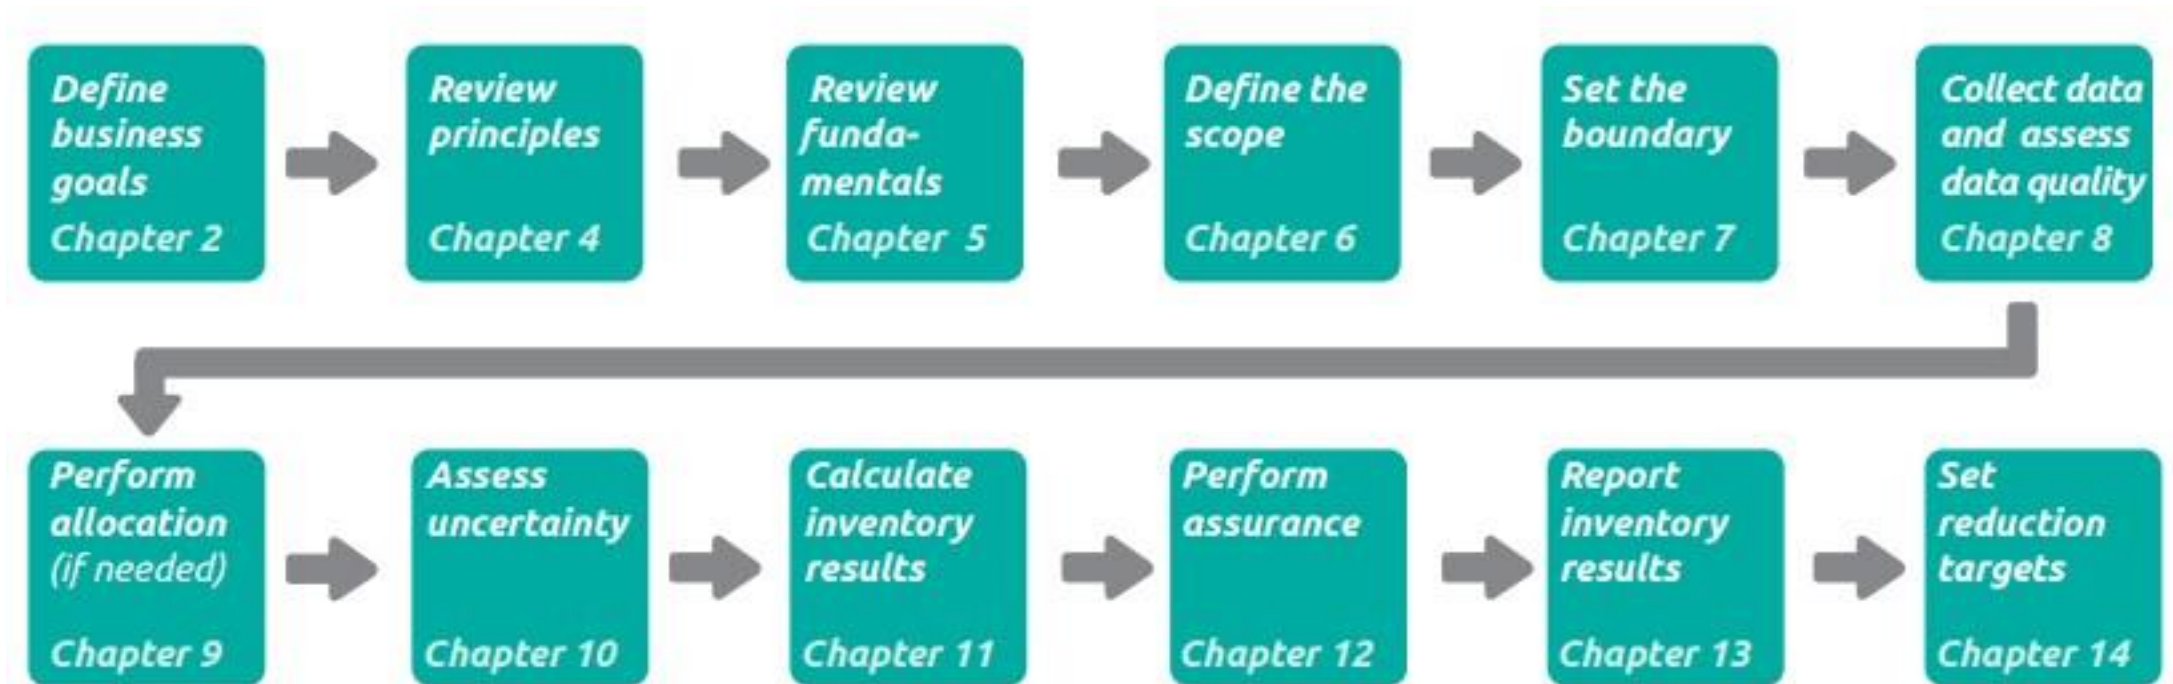 Define
business
goals
Chapter 2
Review
principles
Chapter 4
Review
funda-
mentals
Chapter 5
Define the
scope
Chapter 6
Set the
boundary
Chapter 7
Collect data
and assess
data quality
Chapter 8
Perform
allocation
(if needed)
Chapter 9
Assess
uncertainty
Chapter 10
Calculate
inventory
results
Chapter 11
Perform
assurance
Chapter 12
Report
inventory
results
Chapter 13
Set
reduction
targets
Chapter 14